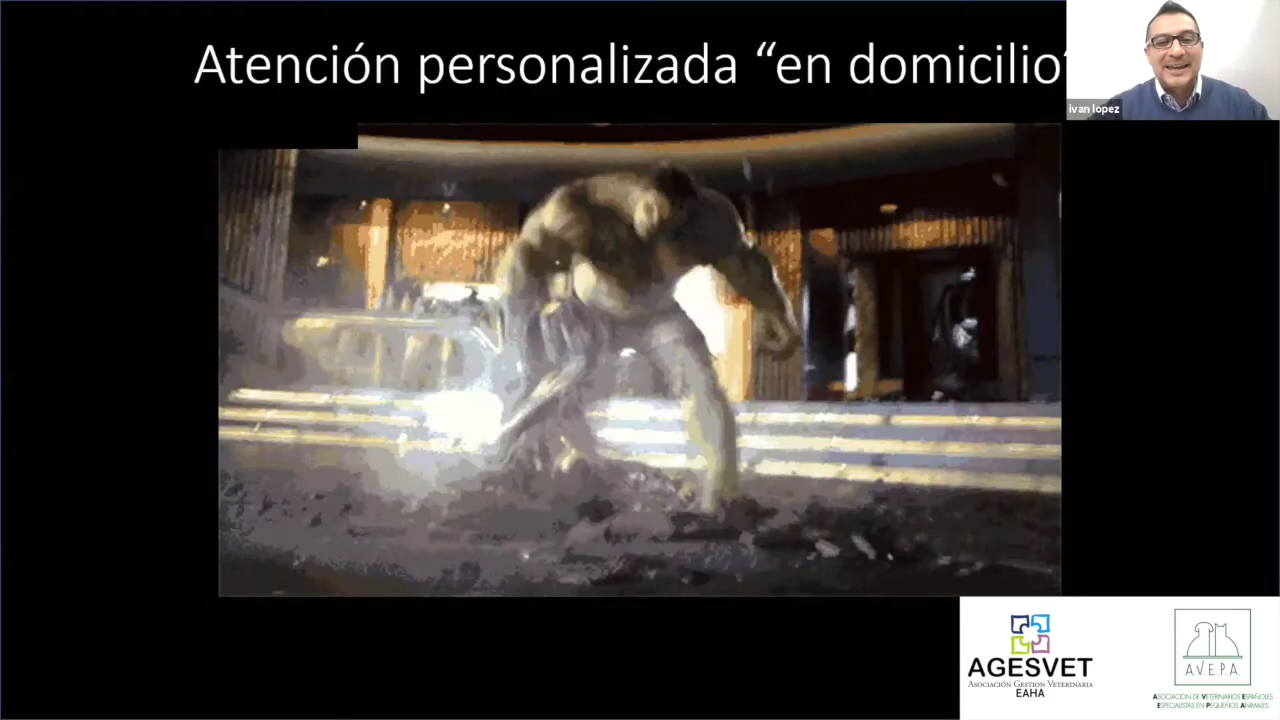 Atención personalizada “en domicilio”
ivan lopez
AGESVET
ASOCIACIÓN GESTION VETERINARIA
EAHA
A.V.E.P.A.
ASOCIACION DE VETERINARIOS ESPAÑOLES
ESPECIALISTAS EN PEQUEÑOS ANIMALES